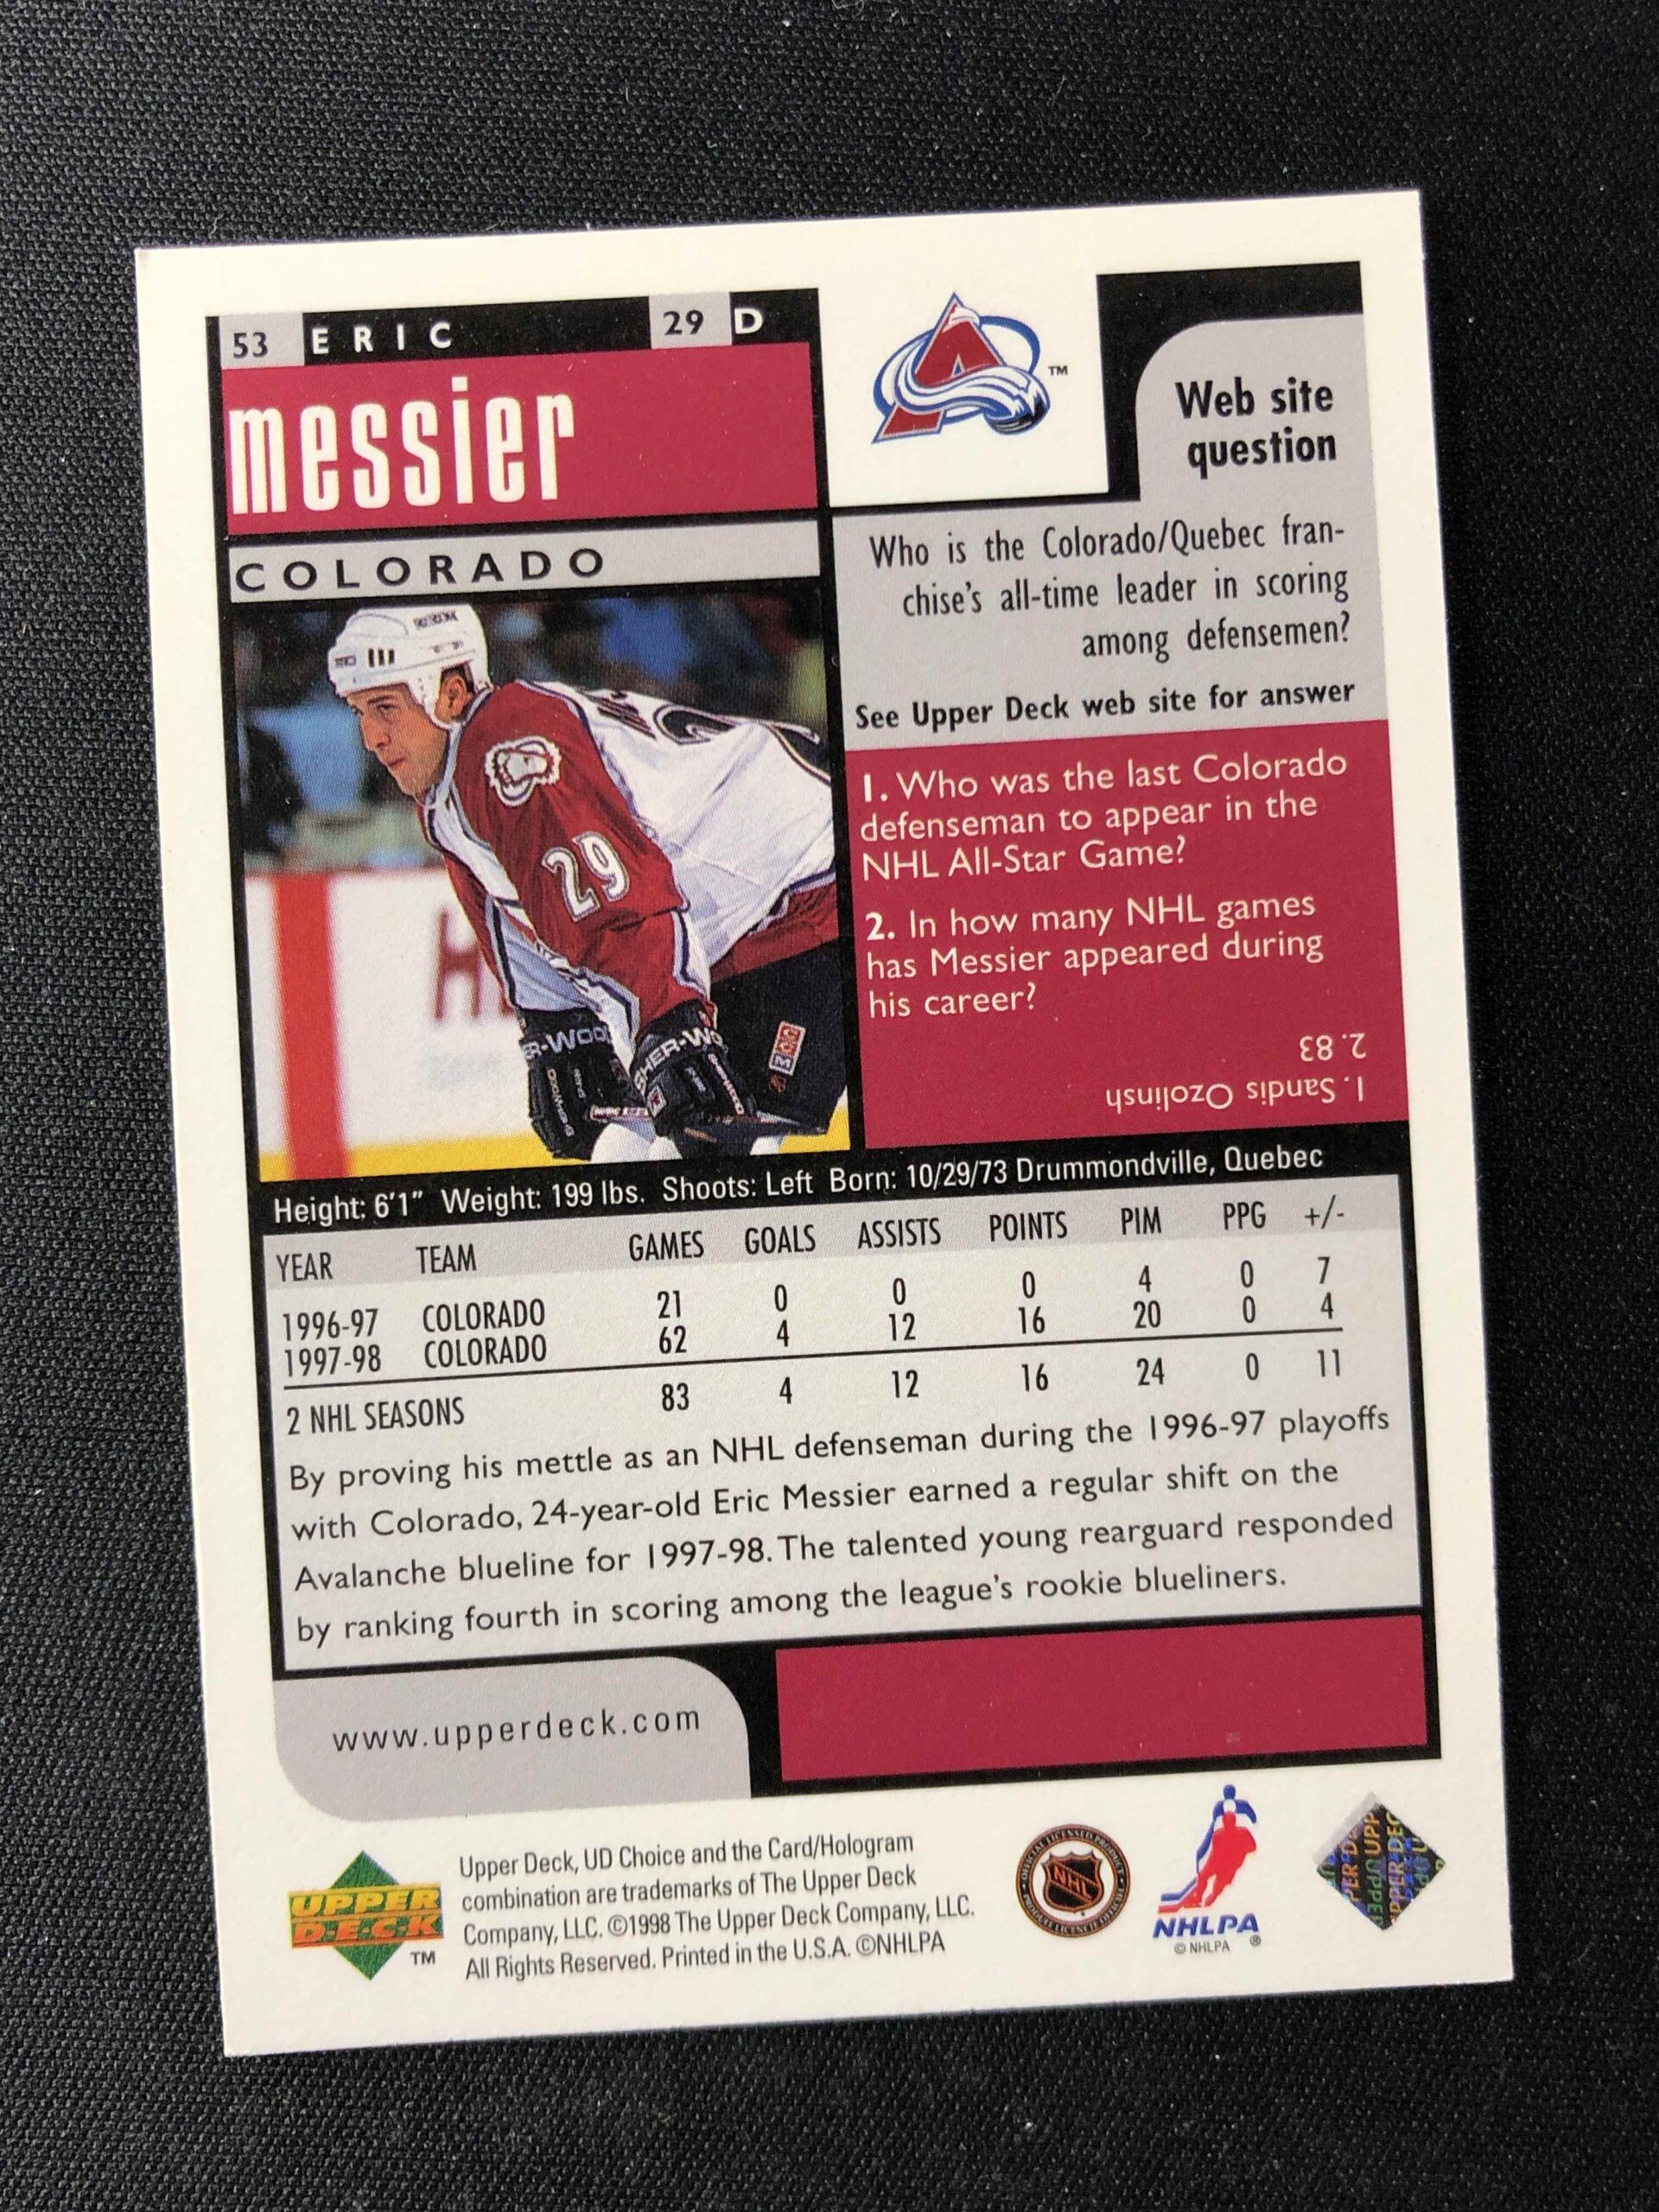 53 ERIC 29 D
messier
COLORADO
TM
Web site
question
Who is the Colorado/Quebec fran-
chise's all-time leader in scoring
among defensemen?
See Upper Deck web site for answer
1. Who was the last Colorado
defenseman to appear in the
NHL All-Star Game?
2. In how many NHL games
has Messier appeared during
his career?
1. Sandis Ozolinsh
2. 83
29
Height: 6'1" Weight: 199 lbs. Shoots: Left Born: 10/29/73 Drummondville, Quebec
YEAR TEAM GAMES GOALS ASSISTS POINTS PIM PPG +/-
1996-97 COLORADO 21 0 0 0 4 0 7
1997-98 COLORADO 62 4 12 16 20 0 4
2 NHL SEASONS 83 4 12 16 24 0 11
By proving his mettle as an NHL defenseman during the 1996-97 playoffs
with Colorado, 24-year-old Eric Messier earned a regular shift on the
Avalanche blueline for 1997-98. The talented young rearguard responded
by ranking fourth in scoring among the league's rookie blueliners.
www.upperdeck.com
UPPER
DECK
TM
Upper Deck, UD Choice and the Card/Hologram
combination are trademarks of The Upper Deck
Company, LLC. ©1998 The Upper Deck Company, LLC.
All Rights Reserved. Printed in the U.S.A. ©NHLPA
NHL
NHLPA
© NHLPA ®